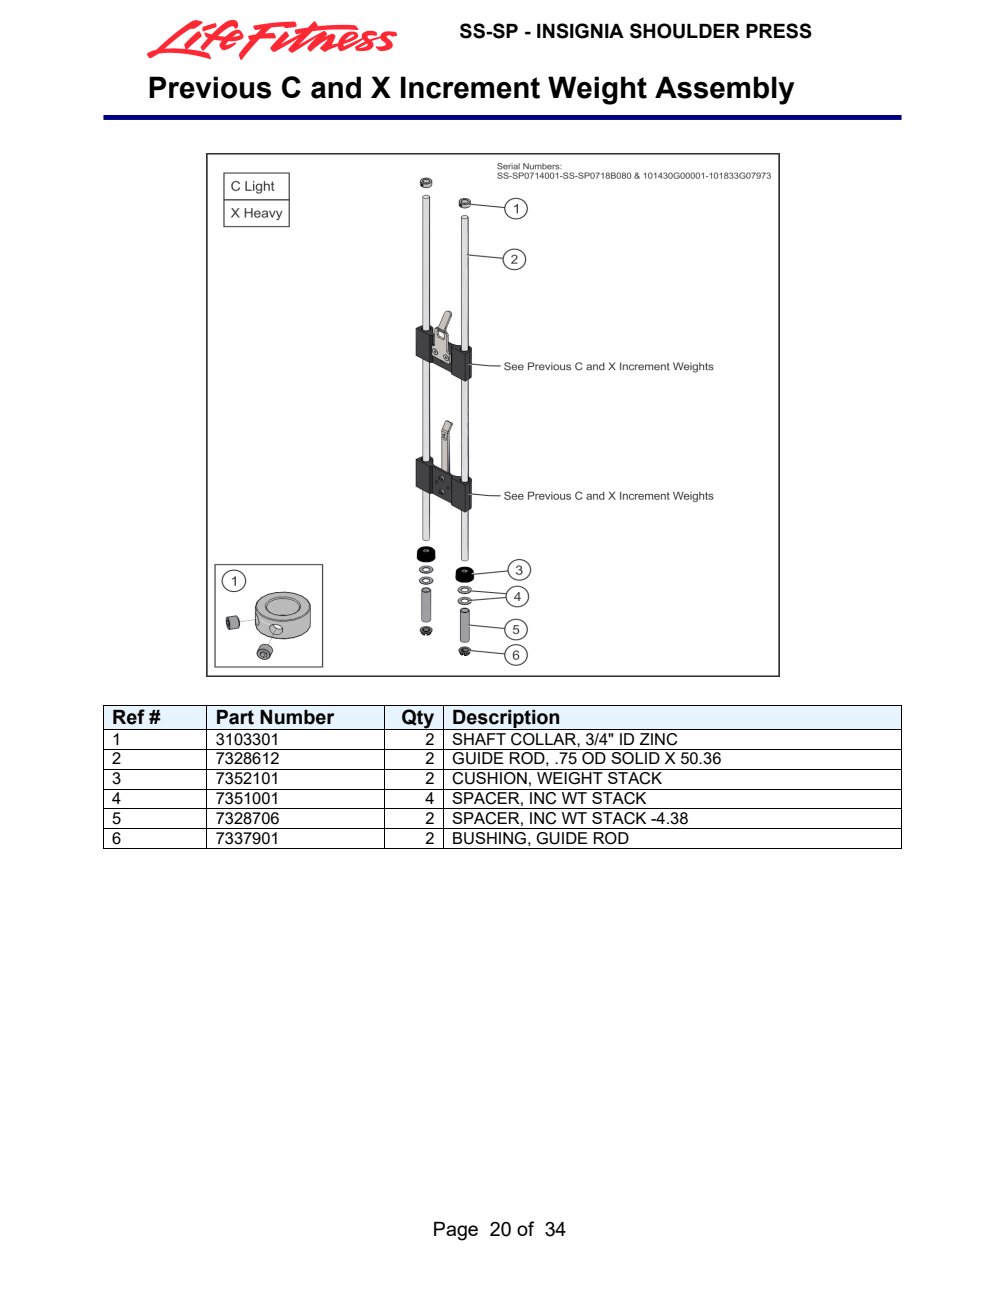 LifeFitness
SS-SP - INSIGNIA SHOULDER PRESS
Previous C and X Increment Weight Assembly
Serial Numbers:
SS-SP0714001-SS-SP0718B080 & 101430G00001-101833G07973
C Light
X Heavy
1
2
See Previous C and X Increment Weights
See Previous C and X Increment Weights
3
4
5
6
1
Ref # Part Number Qty Description
1 3103301 2 SHAFT COLLAR, 3/4" ID ZINC
2 7328612 2 GUIDE ROD, .75 OD SOLID X 50.36
3 7352101 2 CUSHION, WEIGHT STACK
4 7351001 4 SPACER, INC WT STACK
5 7328706 2 SPACER, INC WT STACK -4.38
6 7337901 2 BUSHING, GUIDE ROD
Page 20 of 34